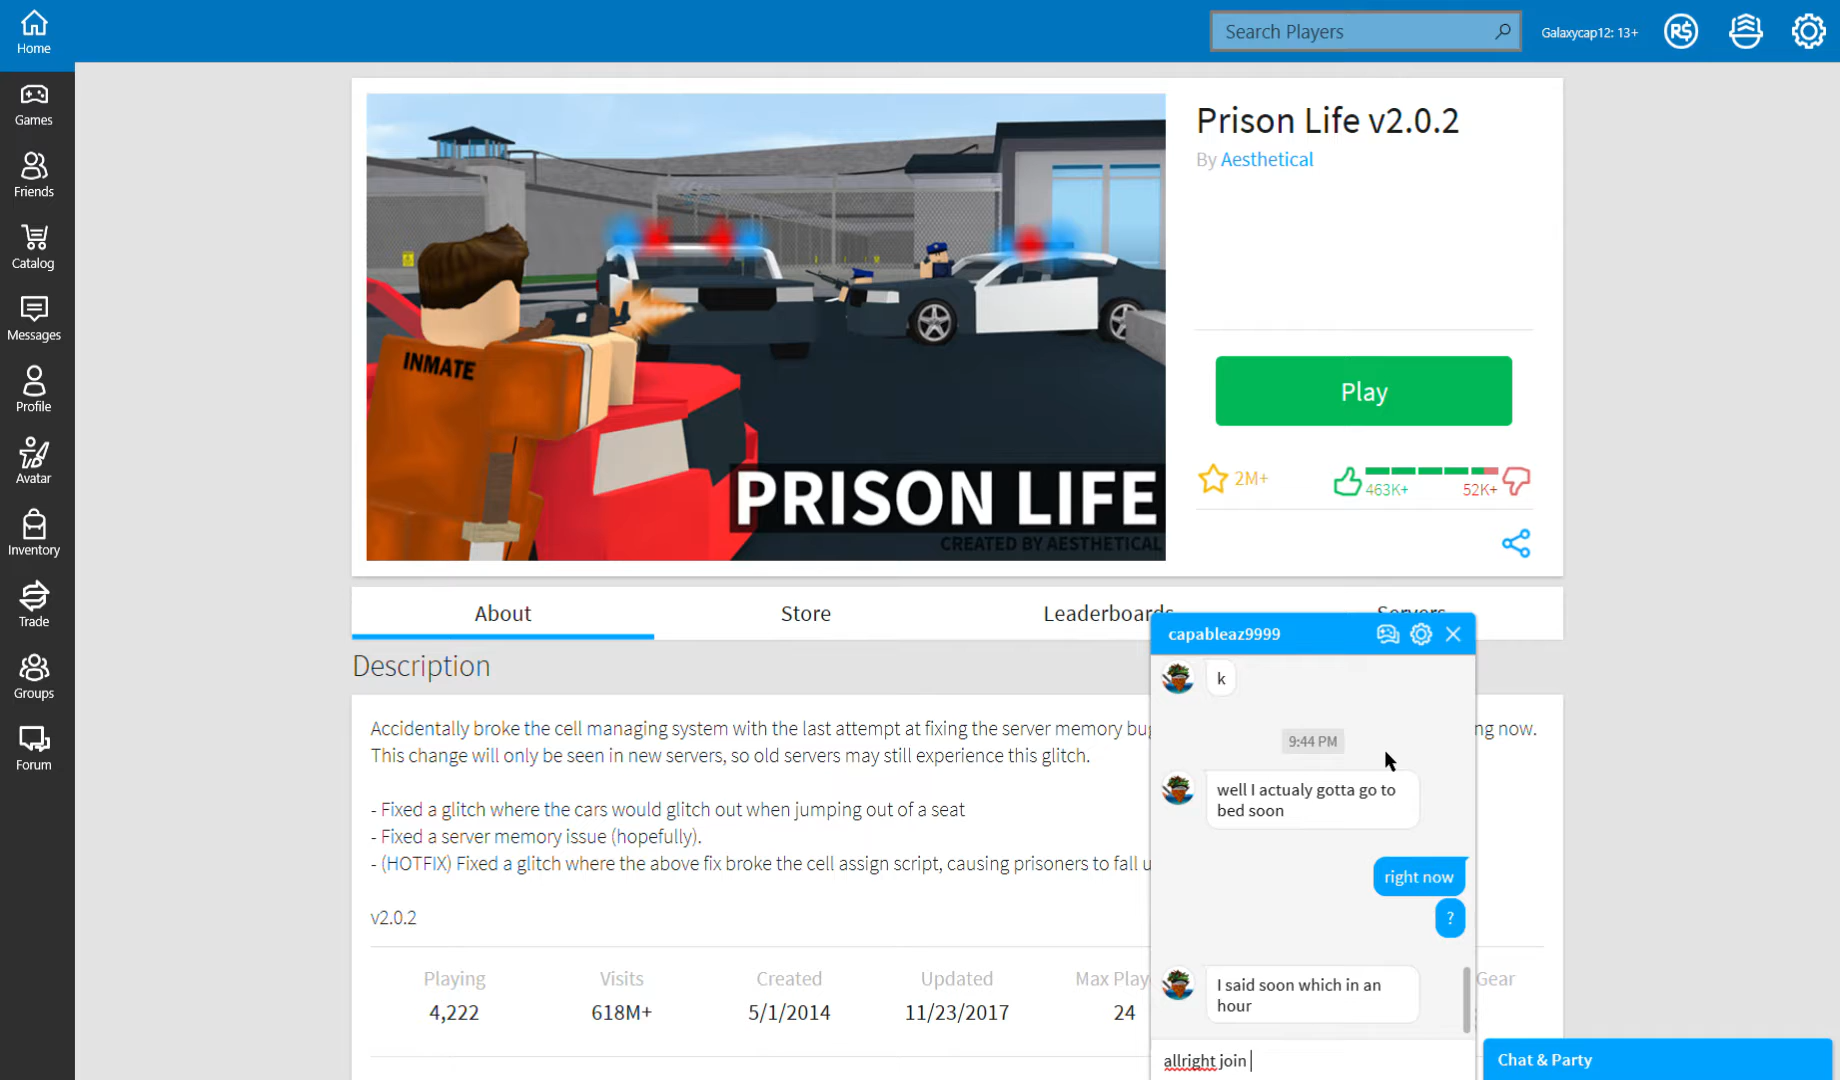 Home
Search Players
Galaxycap12: 13+
R$
Games
Friends
Catalog
Messages
Profile
Avatar
Inventory
Trade
Groups
Forum
INMATE
PRISON LIFE
CREATED BY AESTHETICAL
Prison Life v2.0.2
By Aesthetical
Play
2M+
463K+
52K+
About
Store
Leaderboards
Servers
Description
Accidentally broke the cell managing system with the last attempt at fixing the server memory bug
ng now.
This change will only be seen in new servers, so old servers may still experience this glitch.
- Fixed a glitch where the cars would glitch out when jumping out of a seat
- Fixed a server memory issue (hopefully).
- (HOTFIX) Fixed a glitch where the above fix broke the cell assign script, causing prisoners to fall
v2.0.2
Playing
Visits
Created
Updated
Max Play
Gear
4,222
618M+
5/1/2014
11/23/2017
24
capableaz9999
k
9:44 PM
well I actualy gotta go to
bed soon
right now
?
I said soon which in an
hour
allright join
Chat & Party